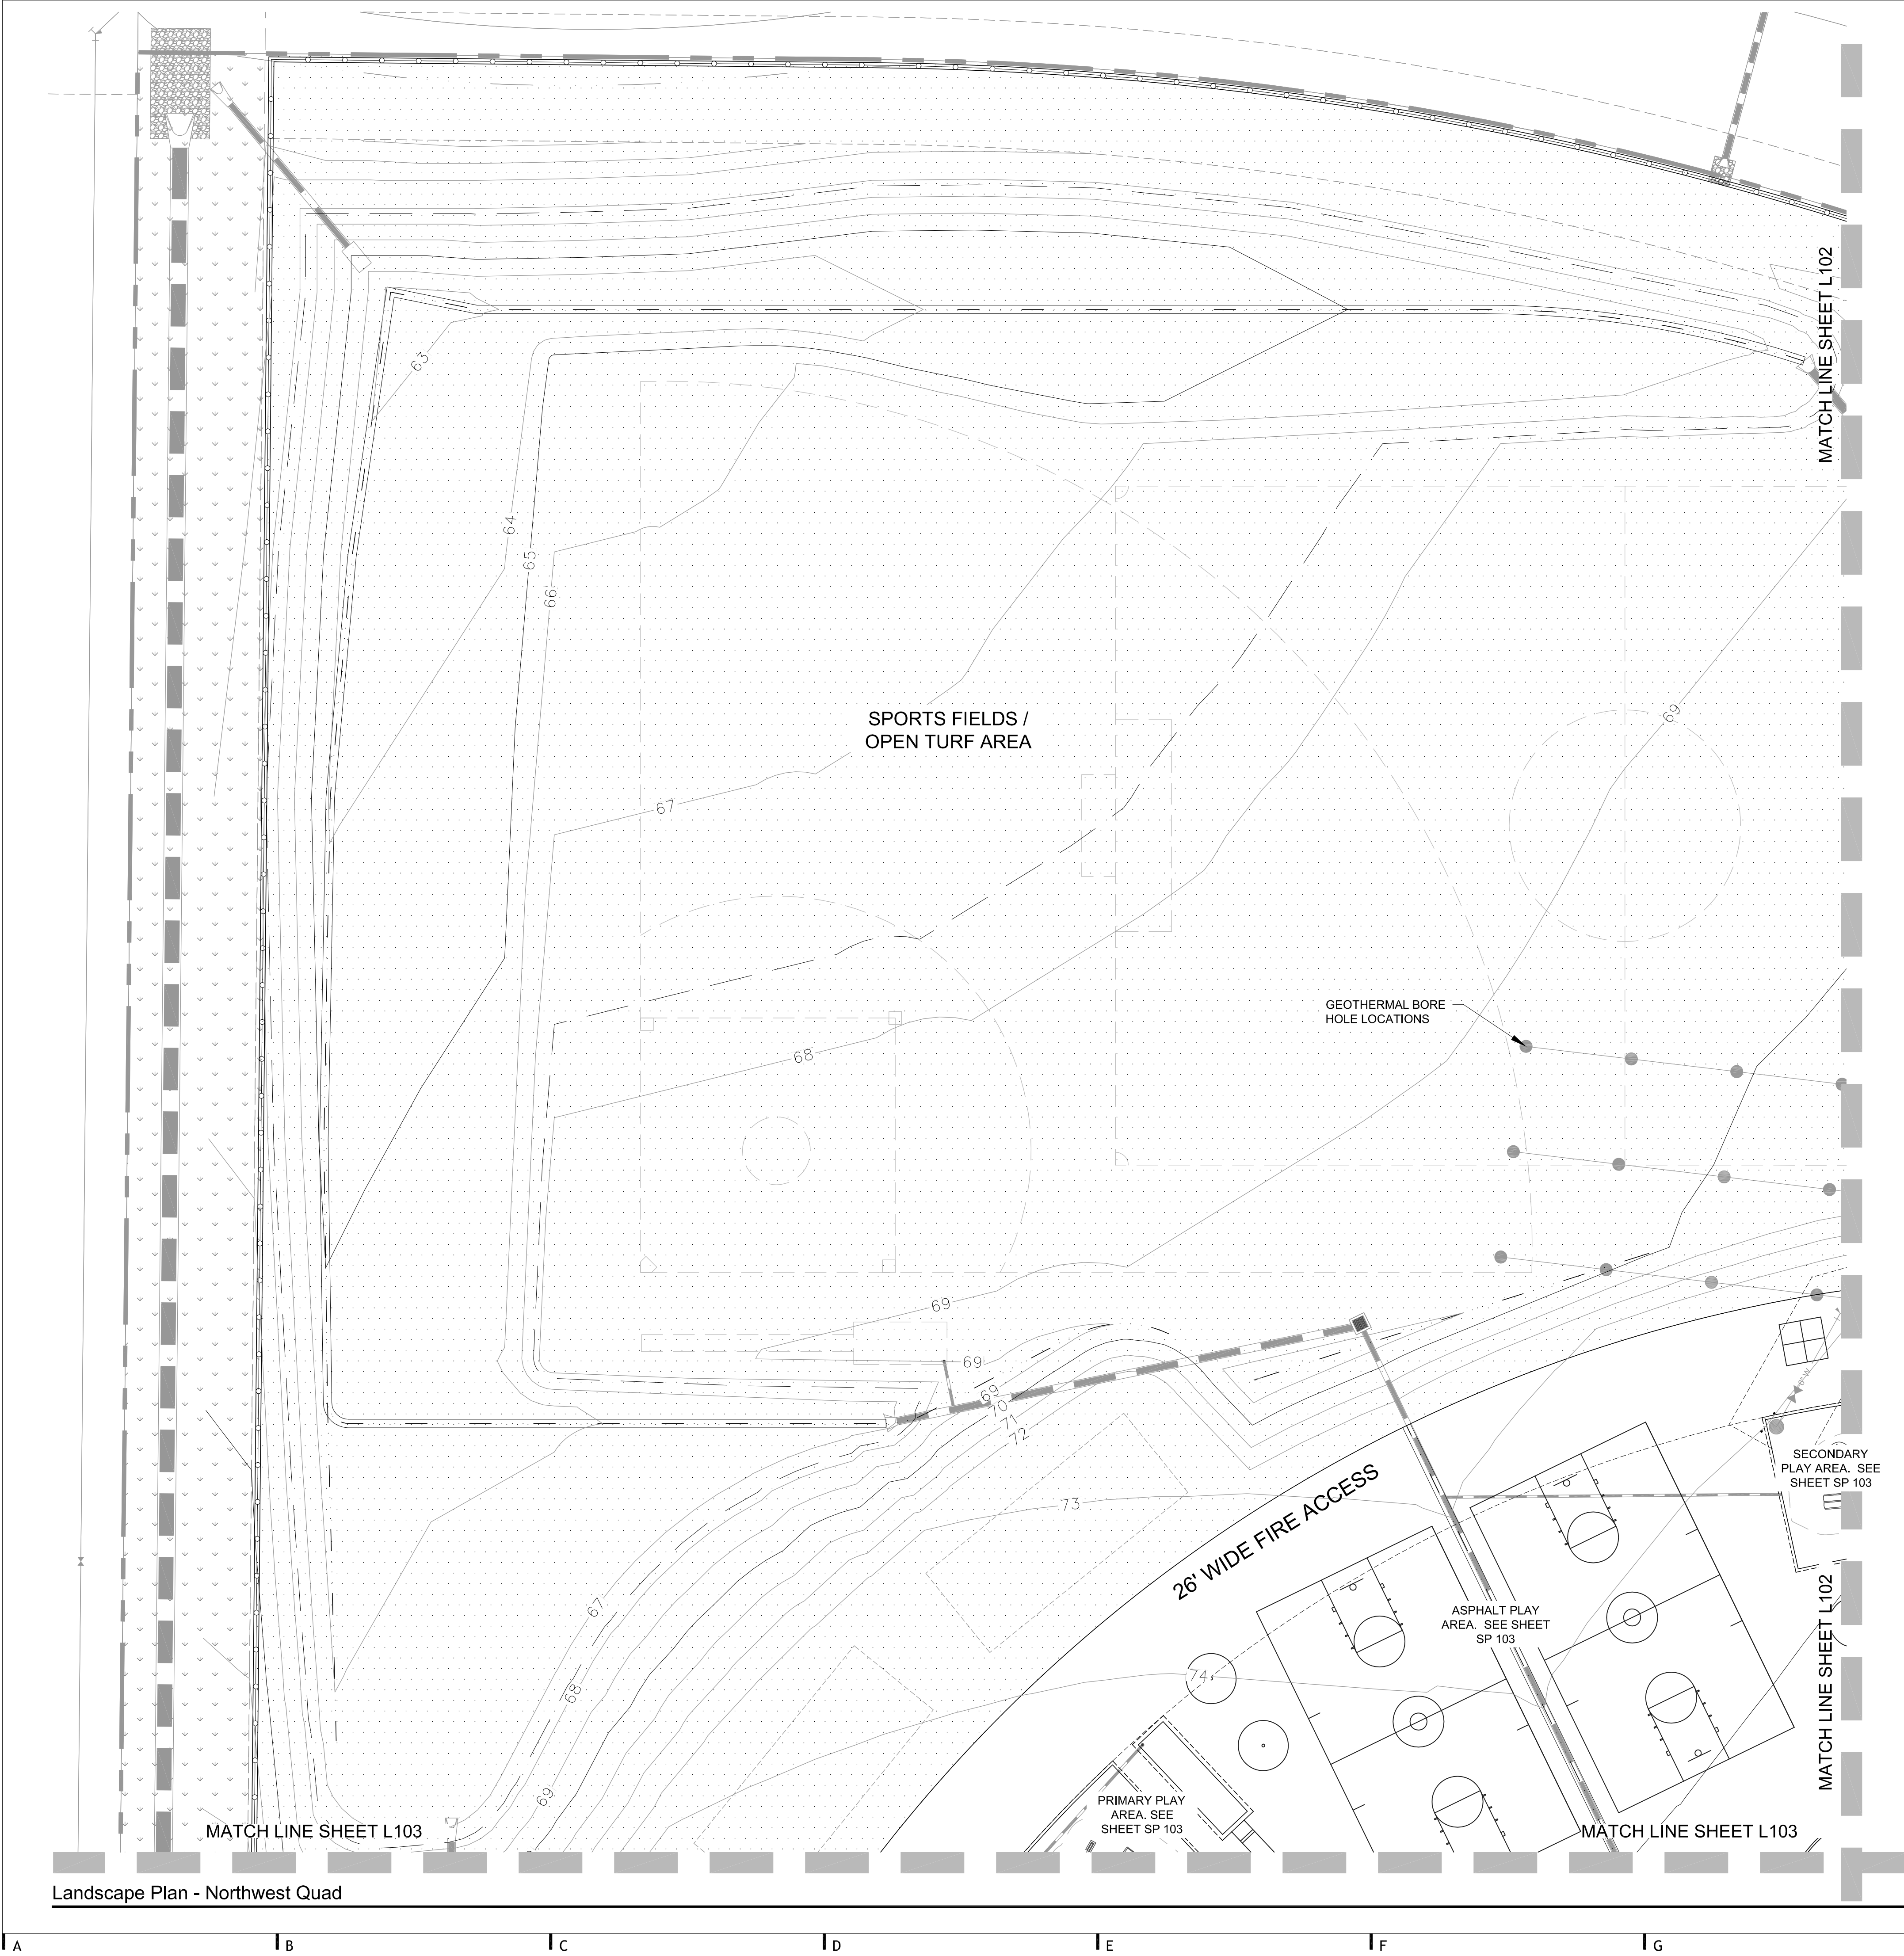 MATCH LINE SHEET L102
63
64
65
66
SPORTS FIELDS /
OPEN TURF AREA
69
67
GEOTHERMAL BORE
HOLE LOCATIONS
68
69
69
69
70
71
72
73
26' WIDE FIRE ACCESS
6"W
SECONDARY
PLAY AREA. SEE
SHEET SP 103
ASPHALT PLAY
AREA. SEE SHEET
SP 103
MATCH LINE SHEET L102
67
68
69
74
PRIMARY PLAY
AREA. SEE
SHEET SP 103
MATCH LINE SHEET L103
MATCH LINE SHEET L103
Landscape Plan - Northwest Quad
A
B
C
D
E
F
G